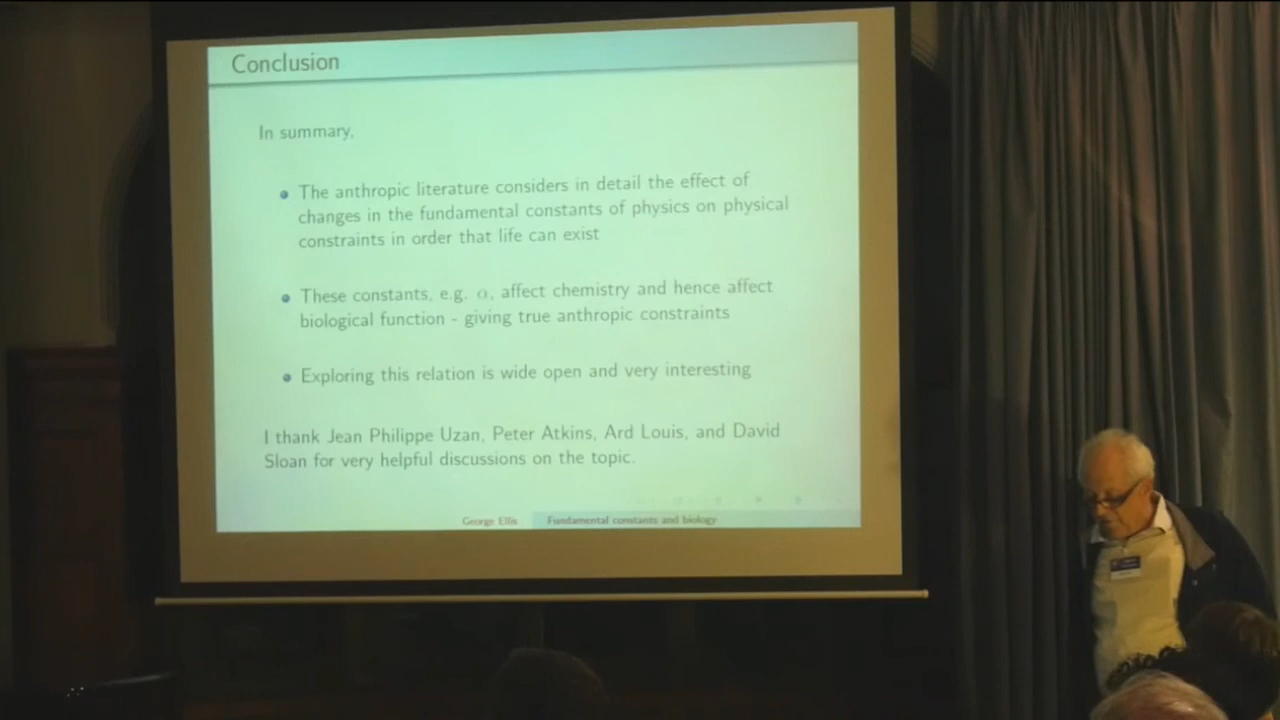 Conclusion
In summary,
The anthropic literature considers in detail the effect of
changes in the fundamental constants of physics on physical
constraints in order that life can exist
These constants, e.g. α, affect chemistry and hence affect
biological function - giving true anthropic constraints
Exploring this relation is wide open and very interesting
I thank Jean Philippe Uzan, Peter Atkins, Ard Louis, and David
Sloan for very helpful discussions on the topic.
George Ellis Fundamental constants and biology